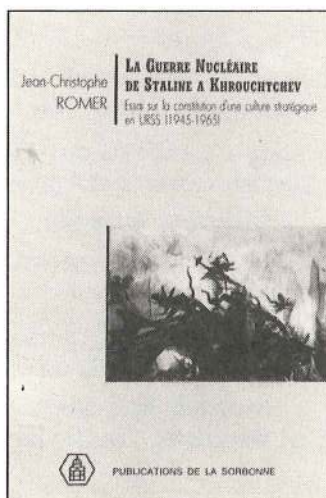 Jean-Christophe
ROMER
LA GUERRE NUCLÉAIRE
DE STALINE A KHROUCHTCHEV
Essai sur la constitution d'une culture stratégique
en URSS (1945-1965)
PUBLICATIONS DE LA SORBONNE